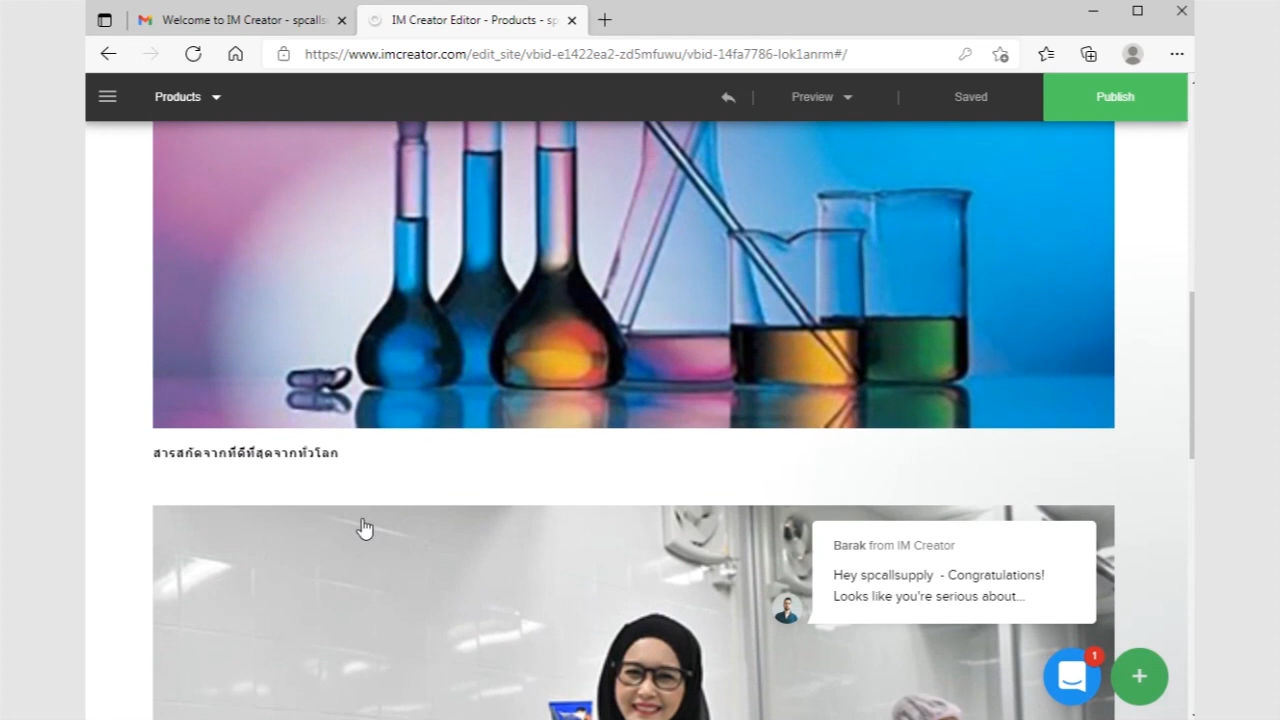 Welcome to IM Creator - spcalls
IM Creator Editor - Products - sp
https://www.imcreator.com/edit_site/vbid-e1422ea2-zd5mfuwu/vbid-14fa7786-lok1anrm#/
Products
Preview
Saved
Publish
สารสกัดจากที่ดีที่สุดจากทั่วโลก
Barak from IM Creator
Hey spcallsupply - Congratulations!
Looks like you're serious about...
1